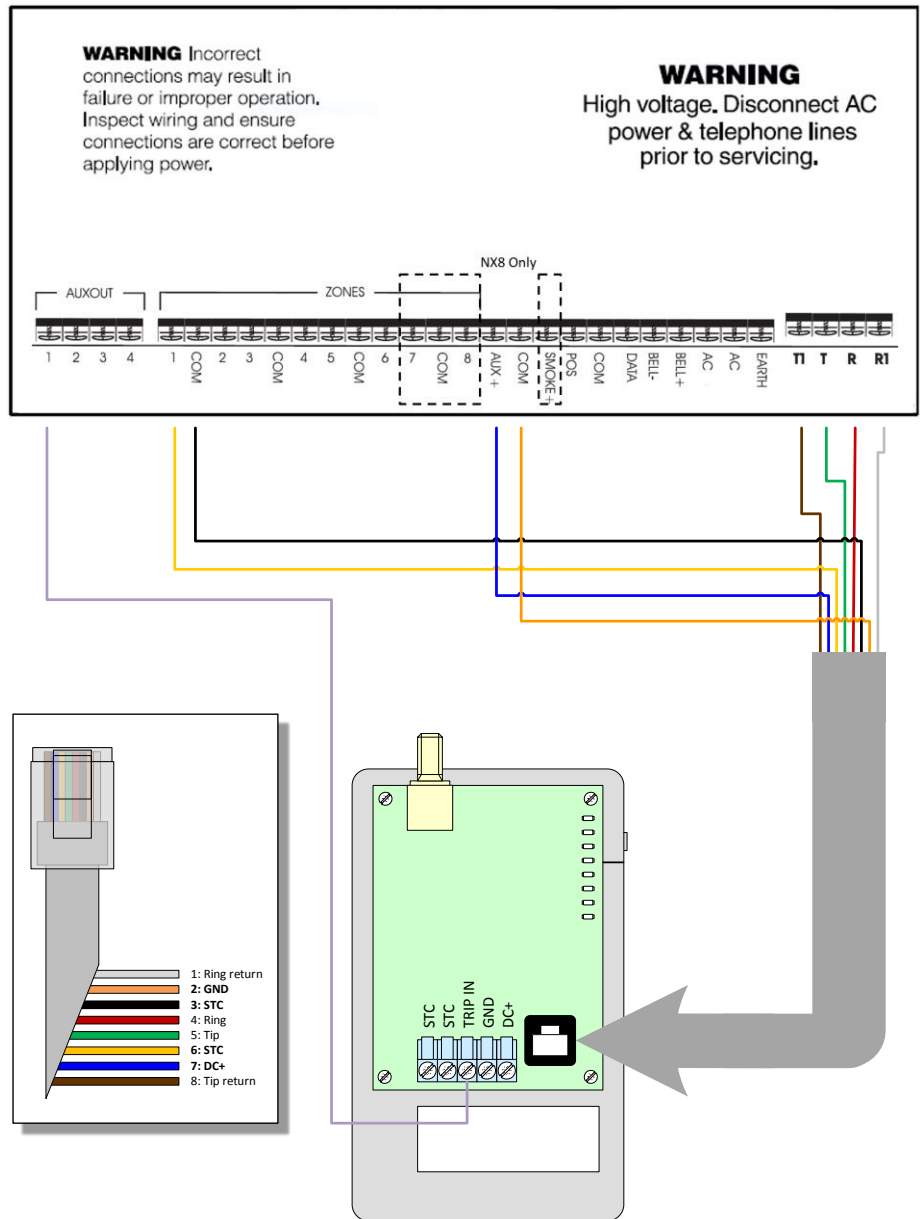 WARNING Incorrect
connections may result in
failure or improper operation.
Inspect wiring and ensure
connections are correct before
applying power.
WARNING
High voltage. Disconnect AC
power & telephone lines
prior to servicing.
NX8 Only
AUXOUT
ZONES
1 2 3 4 1 COM 2 3 COM 4 5 COM 6 7 COM 8 AUX + COM SMOKE+ POS COM DATA BELL- BELL+ AC AC EARTH T1 T R R1
1: Ring return
2: GND
3: STC
4: Ring
5: Tip
6: STC
7: DC+
8: Tip return
STC
STC
TRIP IN
GND
DC+